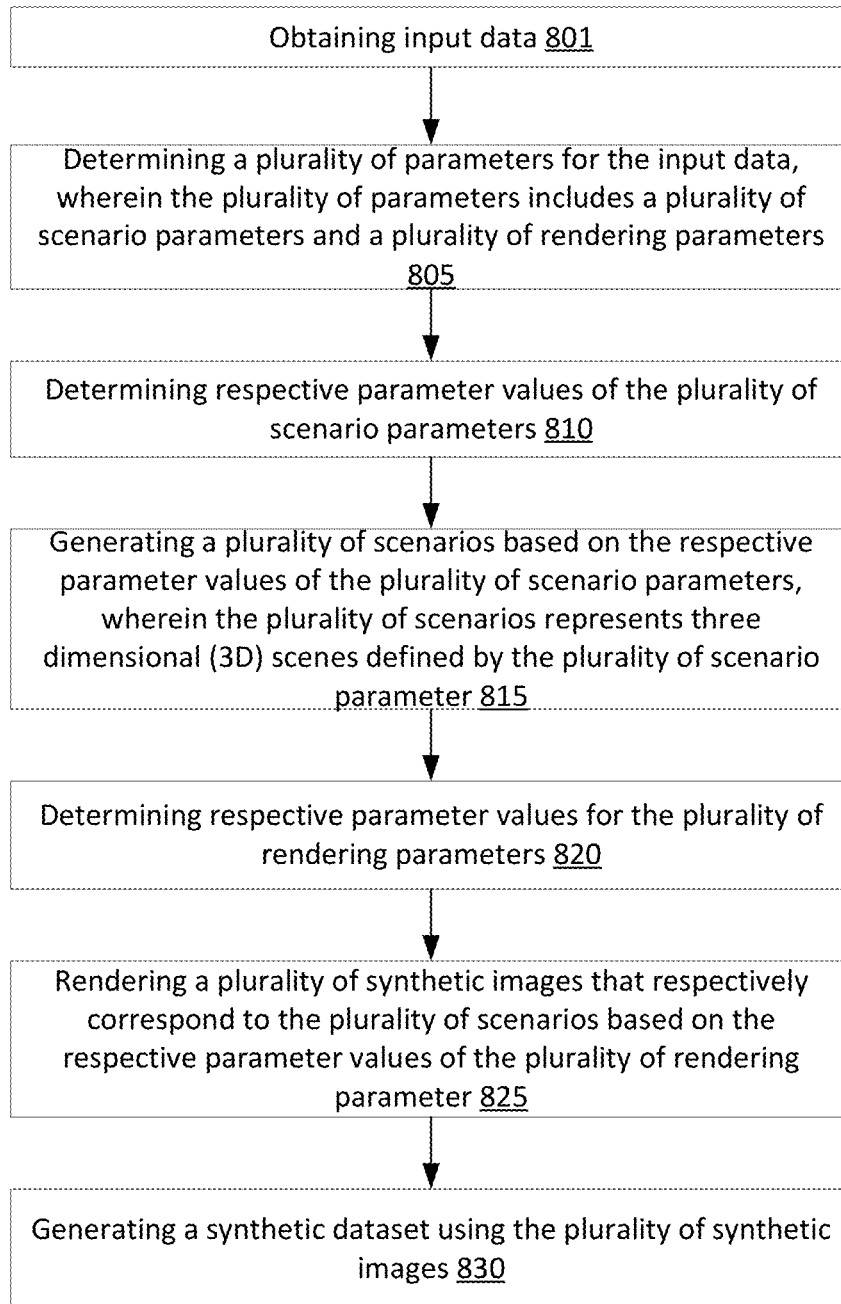 Obtaining input data 801
Determining a plurality of parameters for the input data,
wherein the plurality of parameters includes a plurality of
scenario parameters and a plurality of rendering parameters
805
Determining respective parameter values of the plurality of
scenario parameters 810
Generating a plurality of scenarios based on the respective
parameter values of the plurality of scenario parameters,
wherein the plurality of scenarios represents three
dimensional (3D) scenes defined by the plurality of scenario
parameter 815
Determining respective parameter values for the plurality of
rendering parameters 820
Rendering a plurality of synthetic images that respectively
correspond to the plurality of scenarios based on the
respective parameter values of the plurality of rendering
parameter 825
Generating a synthetic dataset using the plurality of synthetic
images 830